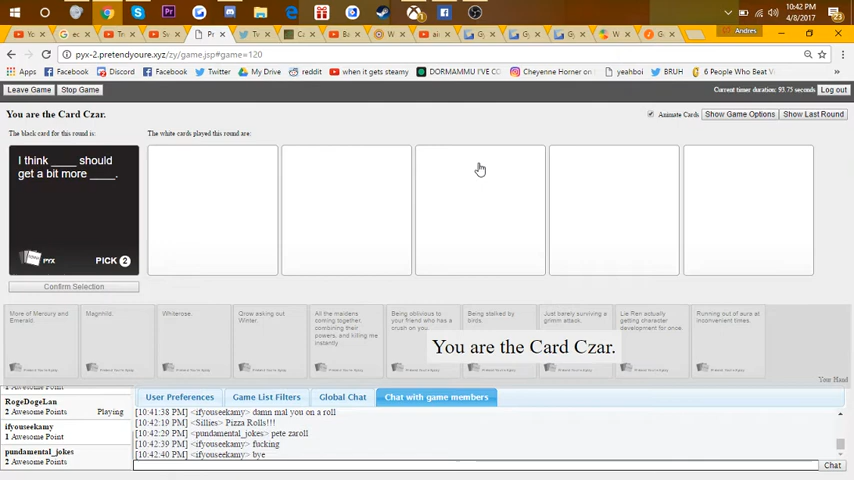 10:42 PM
4/8/2017
23
Andres
pyx-2.pretendyoure.xyz/zy/game.jsp#game=120
Apps Facebook Discord Facebook Twitter My Drive reddit when it gets steamy DORMAMMU I'VE C Cheyenne Horner on yeahboi BRUH 6 People Who Beat V
Leave Game Stop Game Current timer duration: 93.75 seconds Log out
You are the Card Czar. Animate Cards Show Game Options Show Last Round
The black card for this round is: The white cards played this round are:
I think ____ should
get a bit more ____.
PYX PICK 2
Confirm Selection
More of Mercury and
Emerald.
Magnhild.
Whiterose.
Qrow asking out
Winter.
All the maidens
coming together,
combining their
powers, and killing me
instantly
Being oblivious to
your friend who has a
crush on you.
Being stalked by
birds.
Just barely surviving a
grimm attack.
Lie Ren actually
getting character
development for once.
Running out of aura at
inconvenient times.
You are the Card Czar.
Your Hand
2 Awesome Points
RogeDogeLan
2 Awesome Points Playing
ifyouseekamy
1 Awesome Point
pundamental_jokes
2 Awesome Points
User Preferences Game List Filters Global Chat Chat with game members
[10:41:38 PM] <ifyouseekamy> damn mal you on a roll
[10:42:19 PM] <Sillies> Pizza Rolls!!!
[10:42:29 PM] <pundamental_jokes> pete zaroll
[10:42:39 PM] <ifyouseekamy> fucking
[10:42:40 PM] <ifyouseekamy> bye
Chat